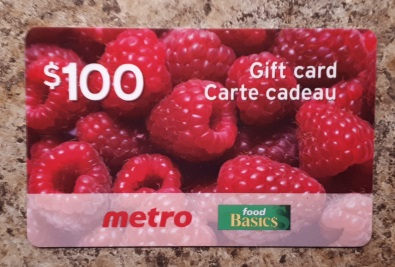 $100
Gift card
Carte-cadeau
metro
food
Basics